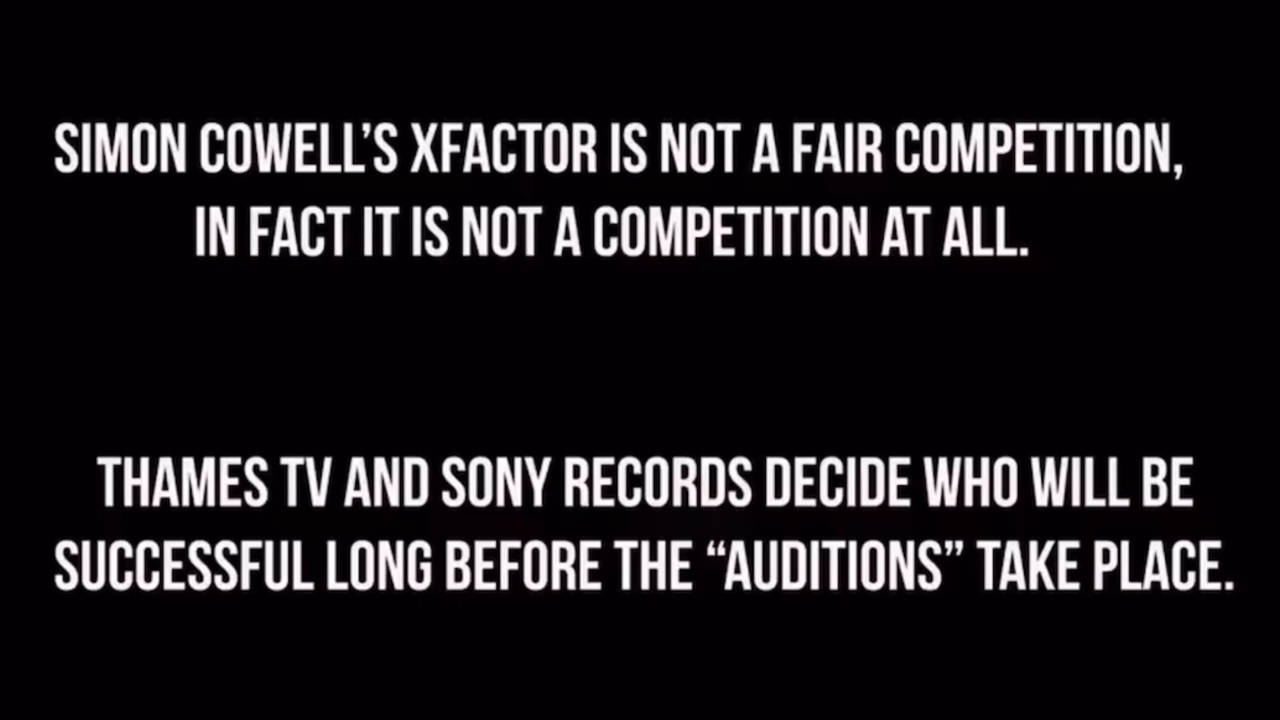 SIMON COWELL’S XFACTOR IS NOT A FAIR COMPETITION,
IN FACT IT IS NOT A COMPETITION AT ALL.
THAMES TV AND SONY RECORDS DECIDE WHO WILL BE
SUCCESSFUL LONG BEFORE THE “AUDITIONS” TAKE PLACE.